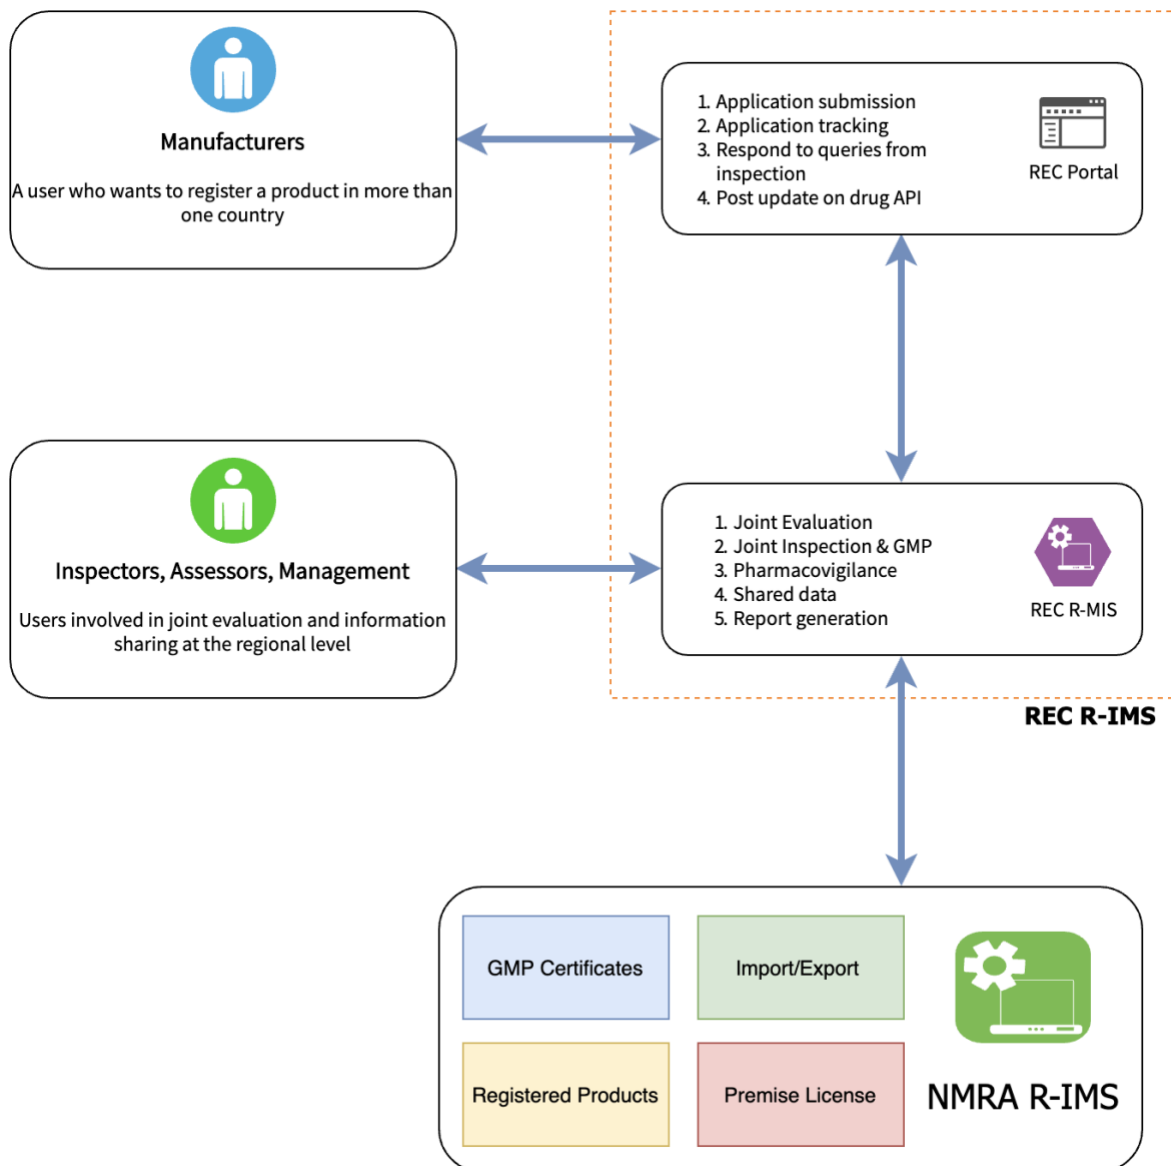 Manufacturers
A user who wants to register a product in more than
one country
1. Application submission
2. Application tracking
3. Respond to queries from
inspection
4. Post update on drug API
REC Portal
Inspectors, Assessors, Management
Users involved in joint evaluation and information
sharing at the regional level
1. Joint Evaluation
2. Joint Inspection & GMP
3. Pharmacovigilance
4. Shared data
5. Report generation
REC R-MIS
REC R-IMS
GMP Certificates
Import/Export
Registered Products
Premise License
NMRA R-IMS